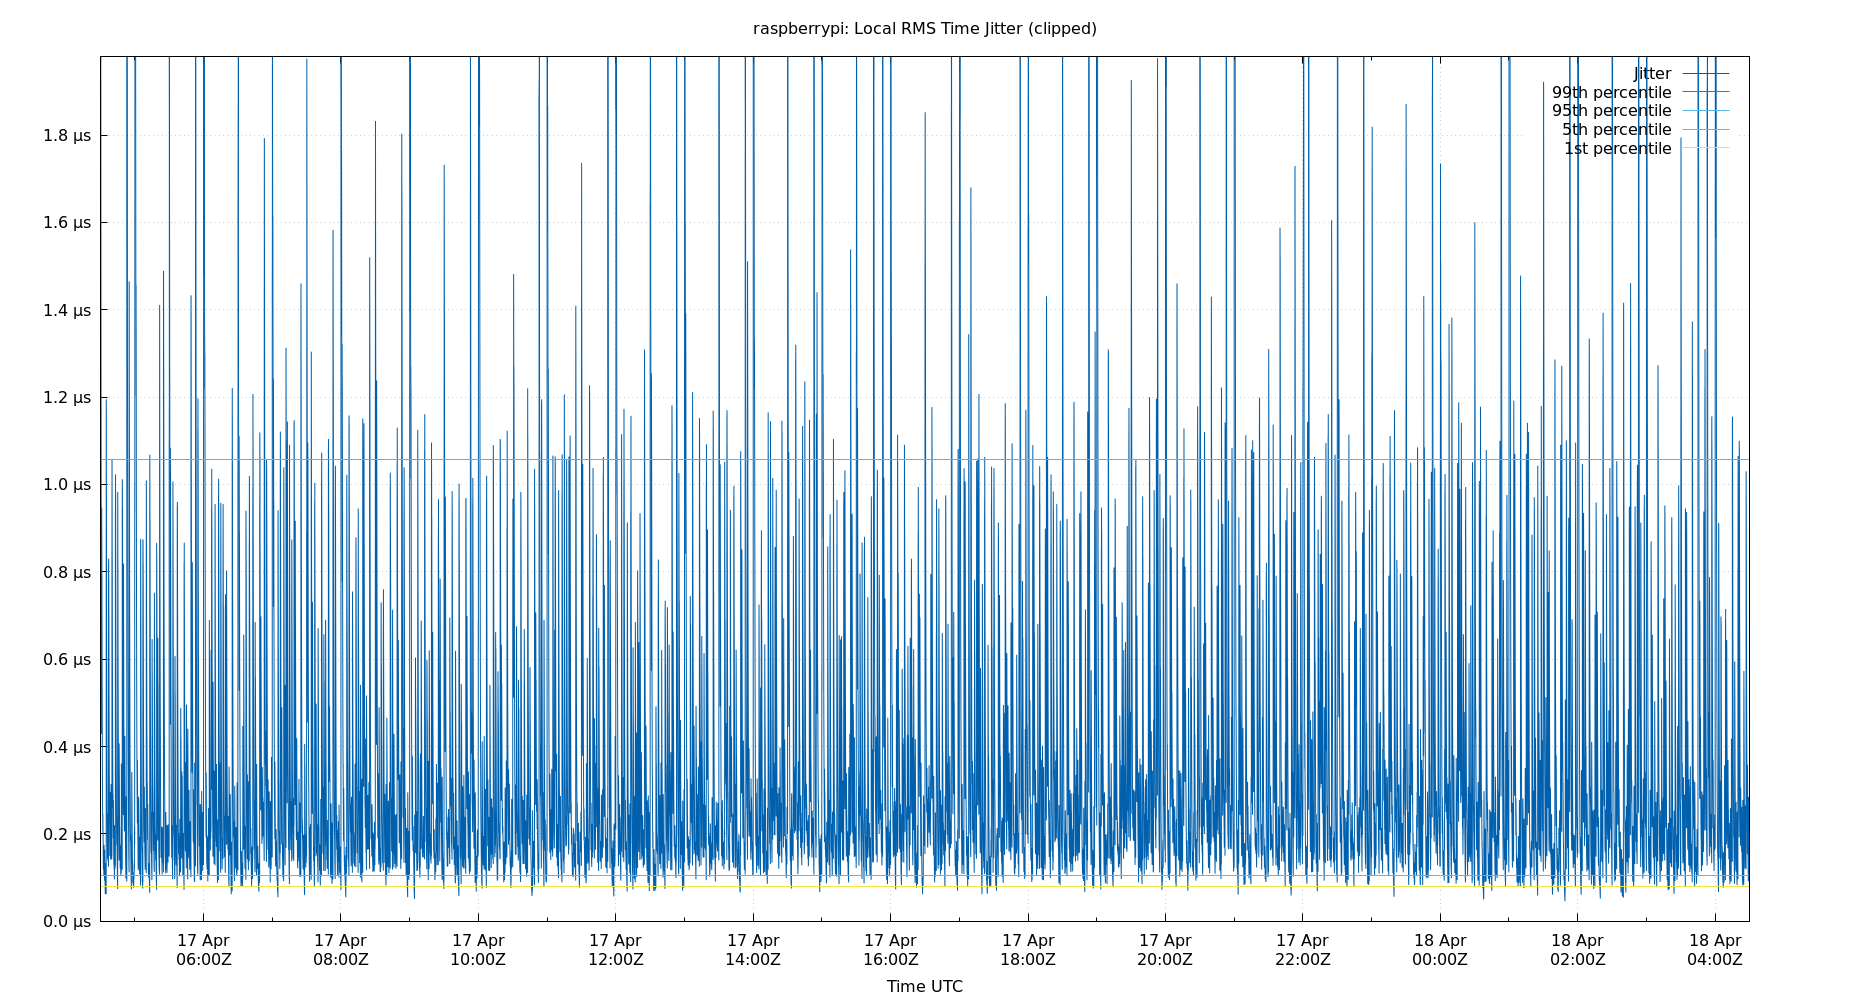 raspberrypi: Local RMS Time Jitter (clipped)
Jitter
99th percentile
95th percentile
5th percentile
1st percentile
1.8 µs
1.6 µs
1.4 µs
1.2 µs
1.0 µs
0.8 µs
0.6 µs
0.4 µs
0.2 µs
0.0 µs
17 Apr 17 Apr 17 Apr 17 Apr 17 Apr 17 Apr 17 Apr 17 Apr 17 Apr 18 Apr 18 Apr 18 Apr
06:00Z 08:00Z 10:00Z 12:00Z 14:00Z 16:00Z 18:00Z 20:00Z 22:00Z 00:00Z 02:00Z 04:00Z
Time UTC